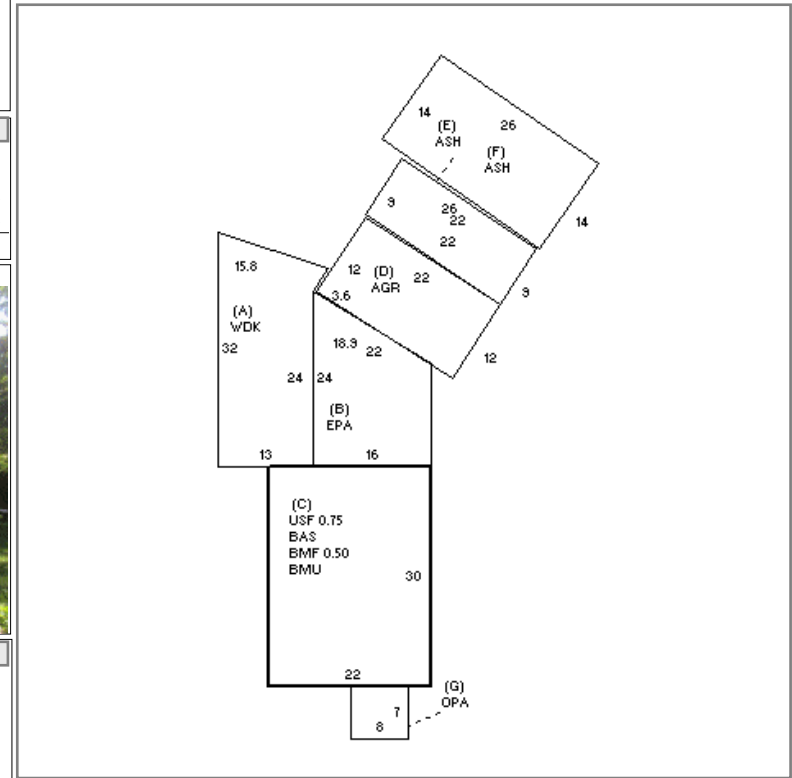 14
26
(E)
ASH
(F)
ASH
14
9
26
22
22
9
12
(D)
AGR
22
3.6
12
15.8
(A)
WDK
32
18.9
22
24
24
(B)
EPA
13
16
(C)
USF 0.75
BAS
BMF 0.50
BMU
30
22
(G)
OPA
7
8